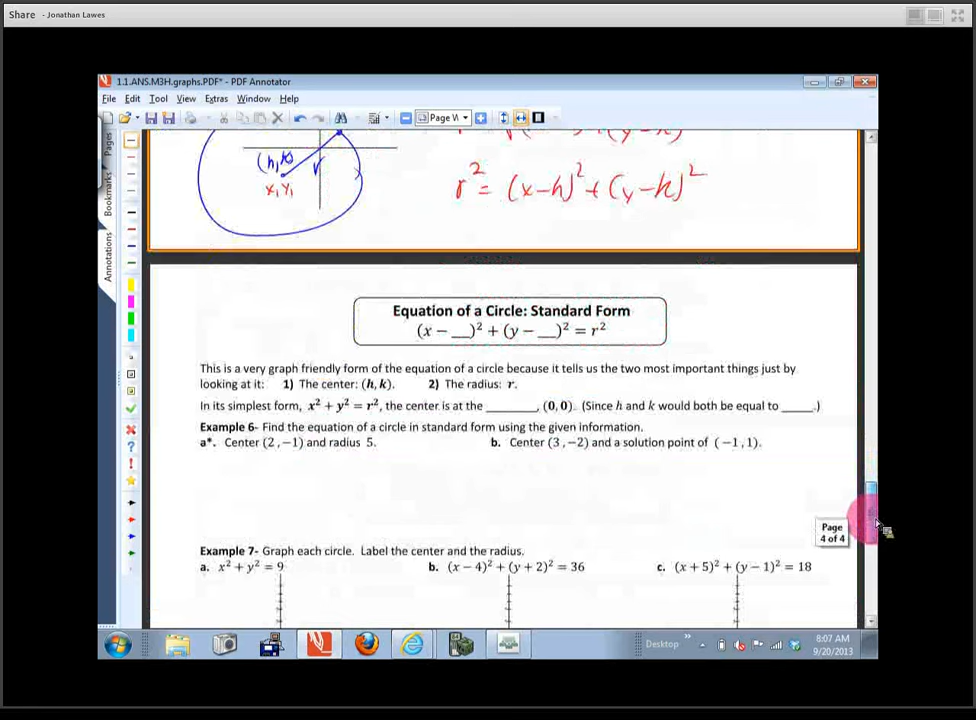 Share - Jonathan Lawes
1.1.ANS.M3H.graphs.PDF* - PDF Annotator
File Edit Tool View Extras Window Help
Page W
Pages
Bookmarks
Annotations
(h,k)
r
x₁y₁
r² = (x-h)² + (y-k)²
Equation of a Circle: Standard Form
(x − __)² + (y − __)² = r²
This is a very graph friendly form of the equation of a circle because it tells us the two most important things just by
looking at it: 1) The center: (h, k). 2) The radius: r.
In its simplest form, x² + y² = r², the center is at the ________, (0, 0). (Since h and k would both be equal to _____.)
Example 6- Find the equation of a circle in standard form using the given information.
a*. Center (2, −1) and radius 5. b. Center (3, −2) and a solution point of (−1, 1).
Page
4 of 4
Example 7- Graph each circle. Label the center and the radius.
a. x² + y² = 9 b. (x − 4)² + (y + 2)² = 36 c. (x + 5)² + (y − 1)² = 18
Desktop
8:07 AM
9/20/2013